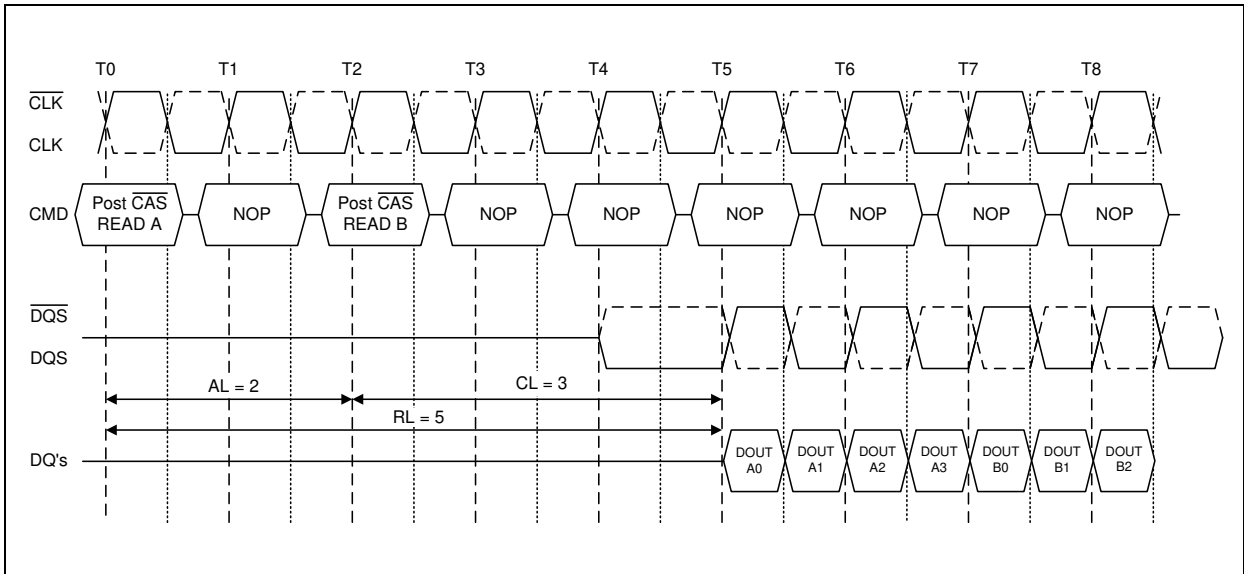 T0 T1 T2 T3 T4 T5 T6 T7 T8
CLK
CLK
CMD
Post CAS
READ A
NOP
Post CAS
READ B
NOP
NOP
NOP
NOP
NOP
NOP
DQS
DQS
AL = 2
CL = 3
RL = 5
DQ's
DOUT
A0
DOUT
A1
DOUT
A2
DOUT
A3
DOUT
B0
DOUT
B1
DOUT
B2